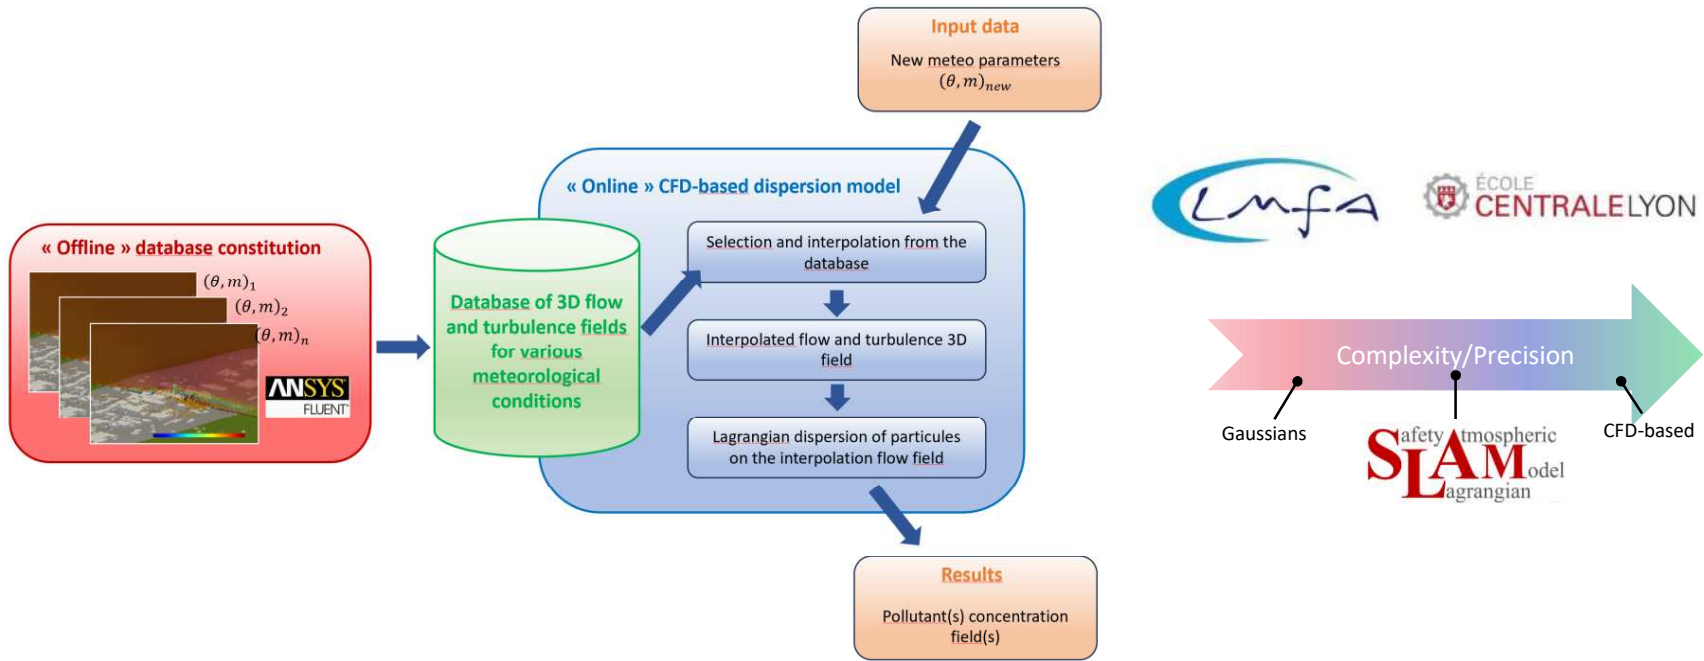 Input data
New meteo parameters
(θ, m)new
« Offline » database constitution
(θ, m)1
(θ, m)2
(θ, m)n
ANSYS
FLUENT
Database of 3D flow
and turbulence fields
for various
meteorological
conditions
« Online » CFD-based dispersion model
Selection and interpolation from the
database
Interpolated flow and turbulence 3D
field
Lagrangian dispersion of particules
on the interpolation flow field
Results
Pollutant(s) concentration
field(s)
LMFA
ÉCOLE
CENTRALELYON
Complexity/Precision
Gaussians
CFD-based
Safety Atmospheric
Model
Lagrangian